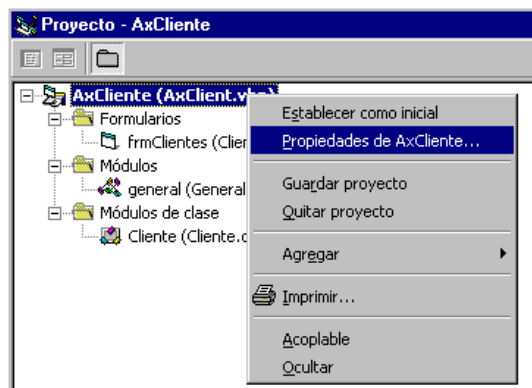 Proyecto - AxCliente
AxCliente (AxClient.vbp)
Formularios
frmClientes (Clier
Módulos
general (General
Módulos de clase
Cliente (Cliente.c
Establecer como inicial
Propiedades de AxCliente...
Guardar proyecto
Quitar proyecto
Agregar
Imprimir...
Acoplable
Ocultar